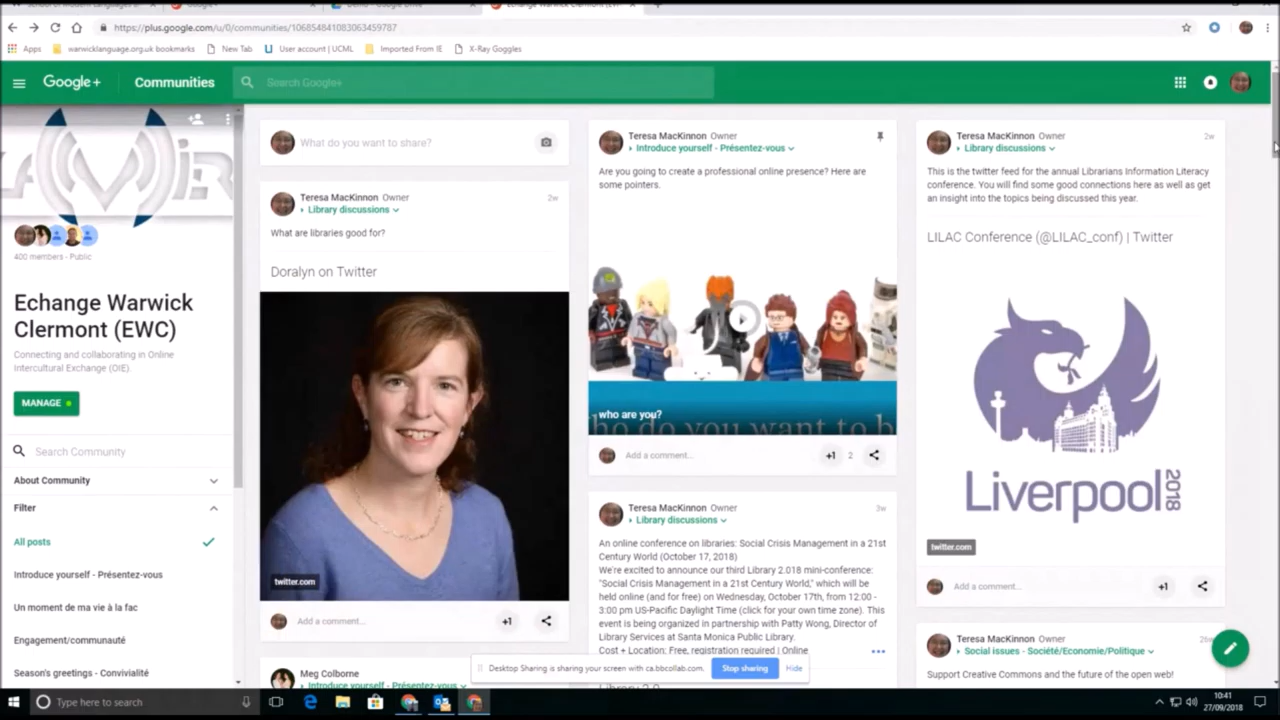 https://plus.google.com/u/0/communities/106854841083063459787
Apps
warwicklanguage.org.uk bookmarks
New Tab
User account | UCML
Imported From IE
X-Ray Goggles
Google+
Communities
Search Google+
400 members - Public
Echange Warwick
Clermont (EWC)
Connecting and collaborating in Online
Intercultural Exchange (OIE).
MANAGE
Search Community
About Community
Filter
All posts
Introduce yourself - Présentez-vous
Un moment de ma vie à la fac
Engagement/communauté
Season's greetings - Convivialité
What do you want to share?
Teresa MacKinnon Owner
2w
Library discussions
What are libraries good for?
Doralyn on Twitter
twitter.com
Add a comment...
+1
Meg Colborne
Introduce yourself - Présentez-vous
Teresa MacKinnon Owner
Introduce yourself - Présentez-vous
Are you going to create a professional online presence? Here are
some pointers.
who are you?
ho do you want to b
Add a comment...
+1
2
Teresa MacKinnon Owner
3w
Library discussions
An online conference on libraries: Social Crisis Management in a 21st
Century World (October 17, 2018)
We're excited to announce our third Library 2.018 mini-conference:
"Social Crisis Management in a 21st Century World," which will be
held online (and for free) on Wednesday, October 17th, from 12:00 -
3:00 pm US-Pacific Daylight Time (click for your own time zone). This
event is being organized in partnership with Patty Wong, Director of
Library Services at Santa Monica Public Library.
Cost + Location: Free, registration required | Online
Teresa MacKinnon Owner
2w
Library discussions
This is the twitter feed for the annual Librarians Information Literacy
conference. You will find some good connections here as well as get
an insight into the topics being discussed this year.
LILAC Conference (@LILAC_conf) | Twitter
Liverpool 2018
twitter.com
Add a comment...
+1
Teresa MacKinnon Owner
Social issues - Société/Economie/Politique
Support Creative Commons and the future of the open web!
Desktop Sharing is sharing your screen with ca.bbcollab.com.
Stop sharing
Hide
Type here to search
10:41
27/09/2018